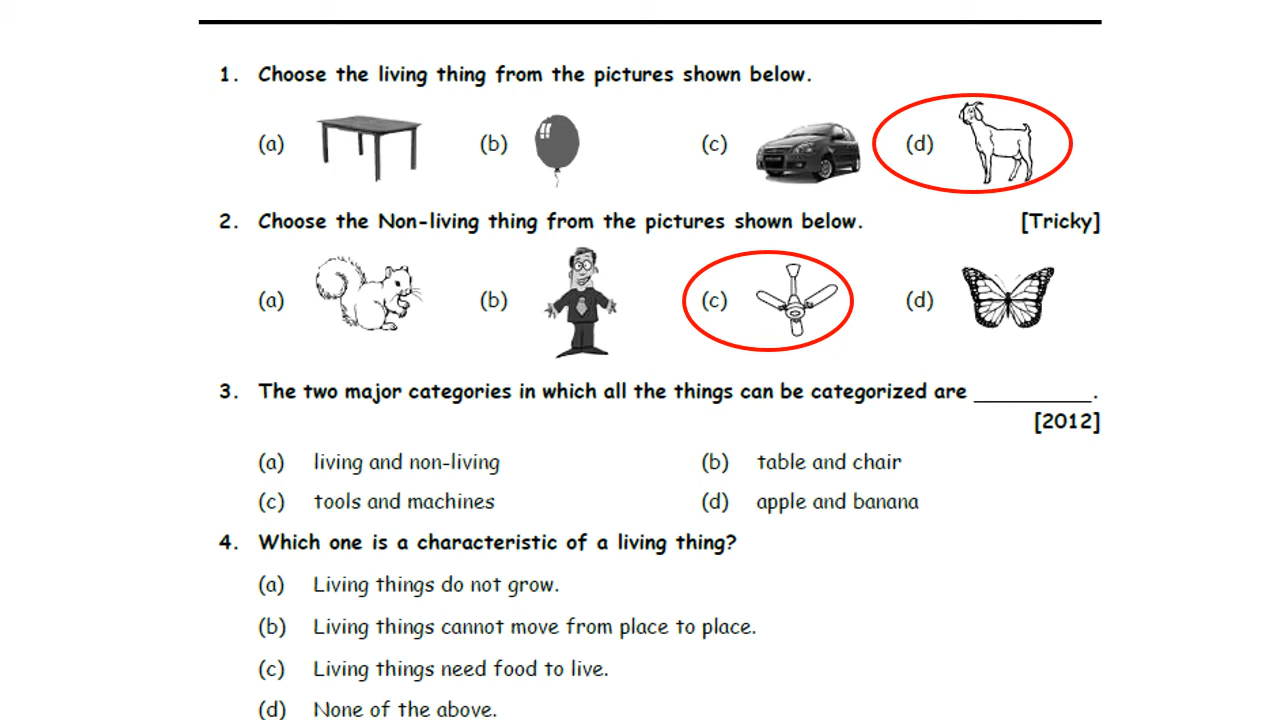 1. Choose the living thing from the pictures shown below.
(a) (b) (c) (d)
2. Choose the Non-living thing from the pictures shown below. [Tricky]
(a) (b) (c) (d)
3. The two major categories in which all the things can be categorized are __________.
[2012]
(a) living and non-living (b) table and chair
(c) tools and machines (d) apple and banana
4. Which one is a characteristic of a living thing?
(a) Living things do not grow.
(b) Living things cannot move from place to place.
(c) Living things need food to live.
(d) None of the above.